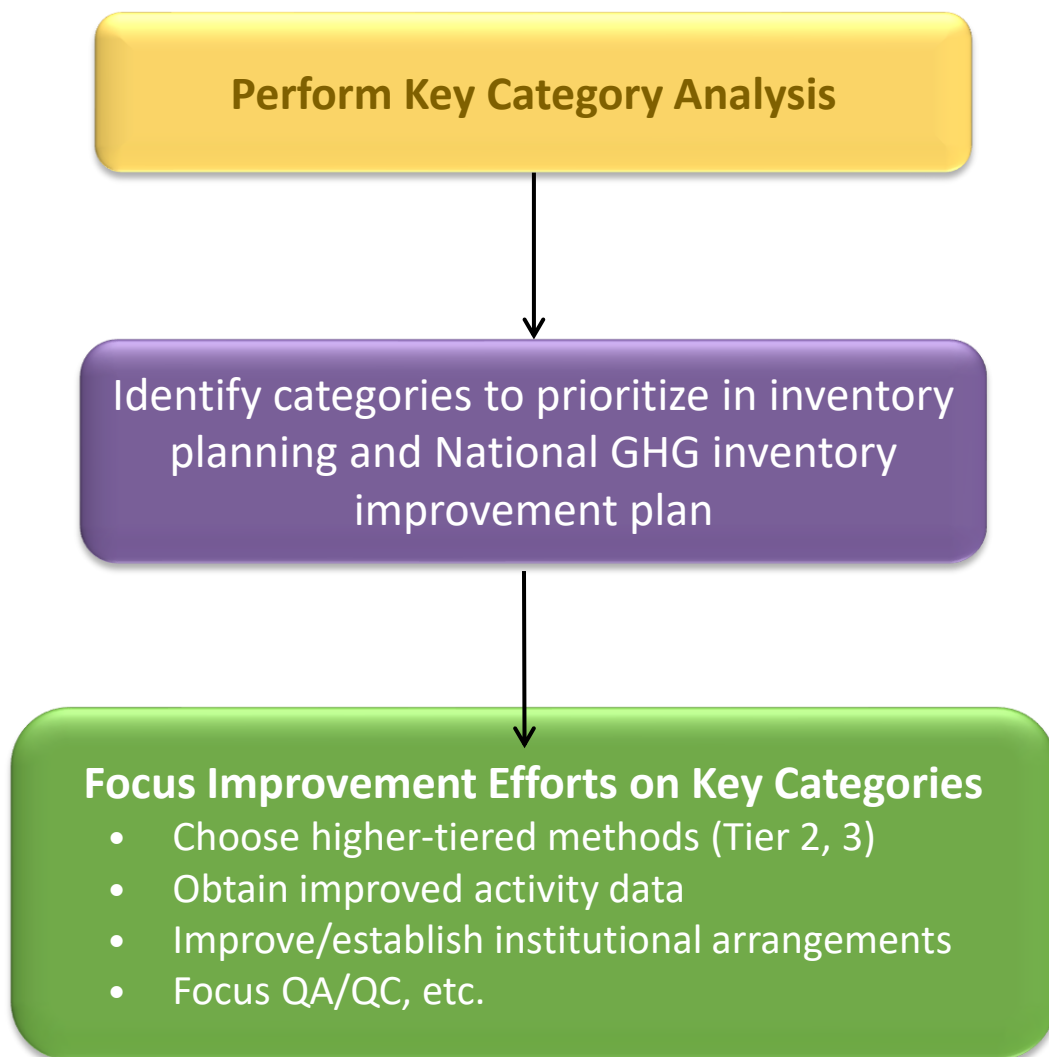 Perform Key Category Analysis
Identify categories to prioritize in inventory
planning and National GHG inventory
improvement plan
Focus Improvement Efforts on Key Categories
• Choose higher-tiered methods (Tier 2, 3)
• Obtain improved activity data
• Improve/establish institutional arrangements
• Focus QA/QC, etc.